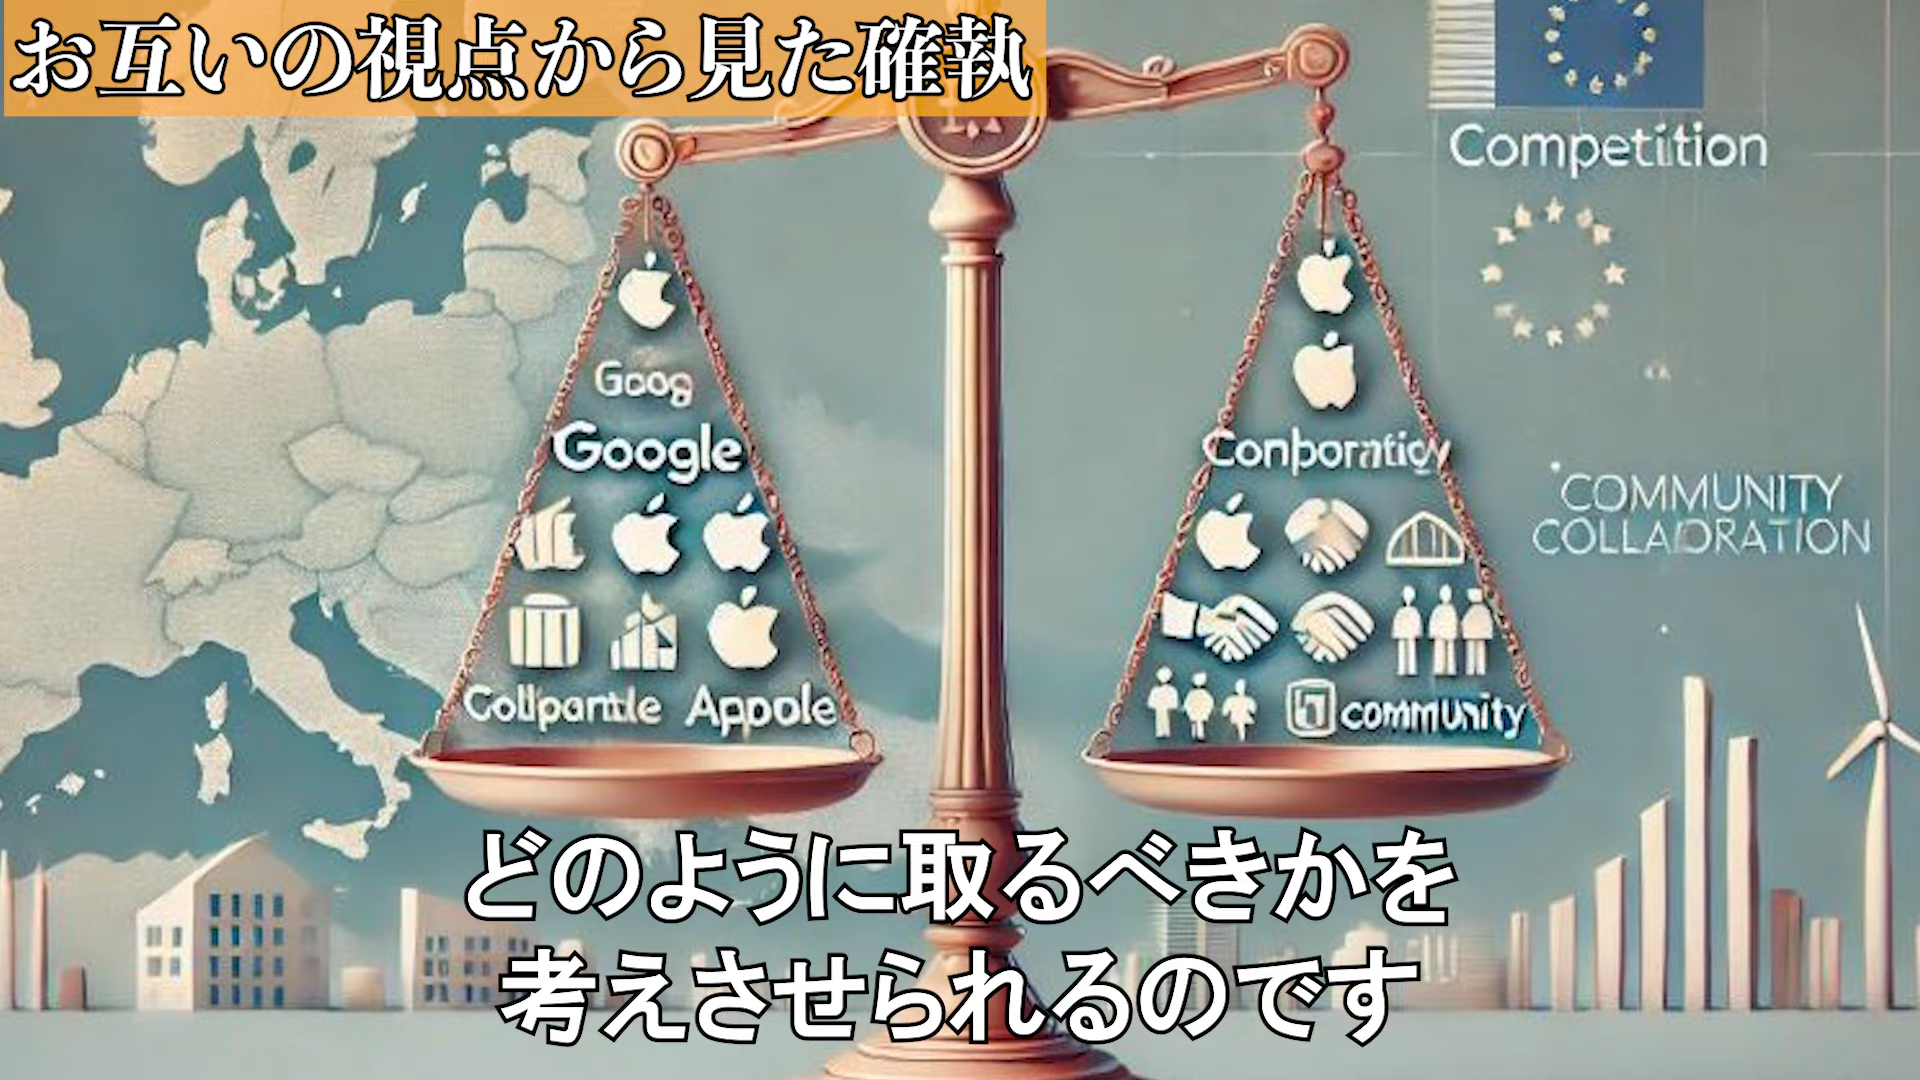 お互いの視点から見た確執
Competition
Goog
Google
Conborntioy
COMMUNITY
COLLADRATION
Collpantle Appole
community
どのように取るべきかを
考えさせられるのです